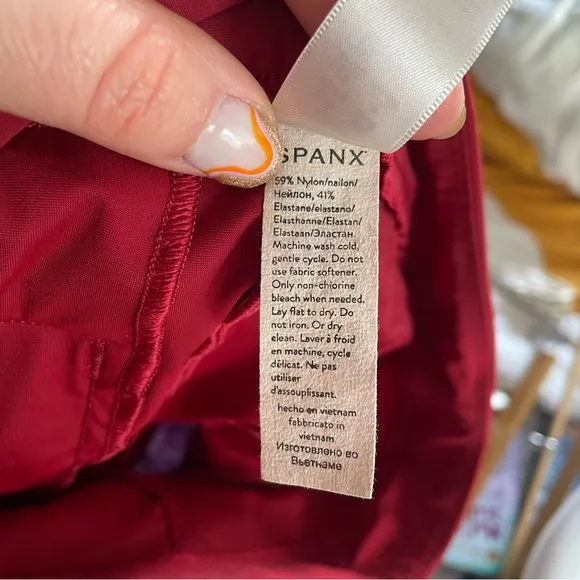 SPANX
59% Nylon/nailon/
Нейлон, 41%
Elastane/elastano/
Elasthanne/Elastan/
Elastaan/Эластан
Machine wash cold,
gentle cycle. Do not
use fabric softener.
Only non-chlorine
bleach when needed.
Lay flat to dry. Do
not iron. Or dry
clean. Laver à froid
en machine, cycle
délicat. Ne pas
utiliser
d'assouplissant.
hecho en vietnam
fabbricato in
vietnam
Изготовлено во
Вьетнаме